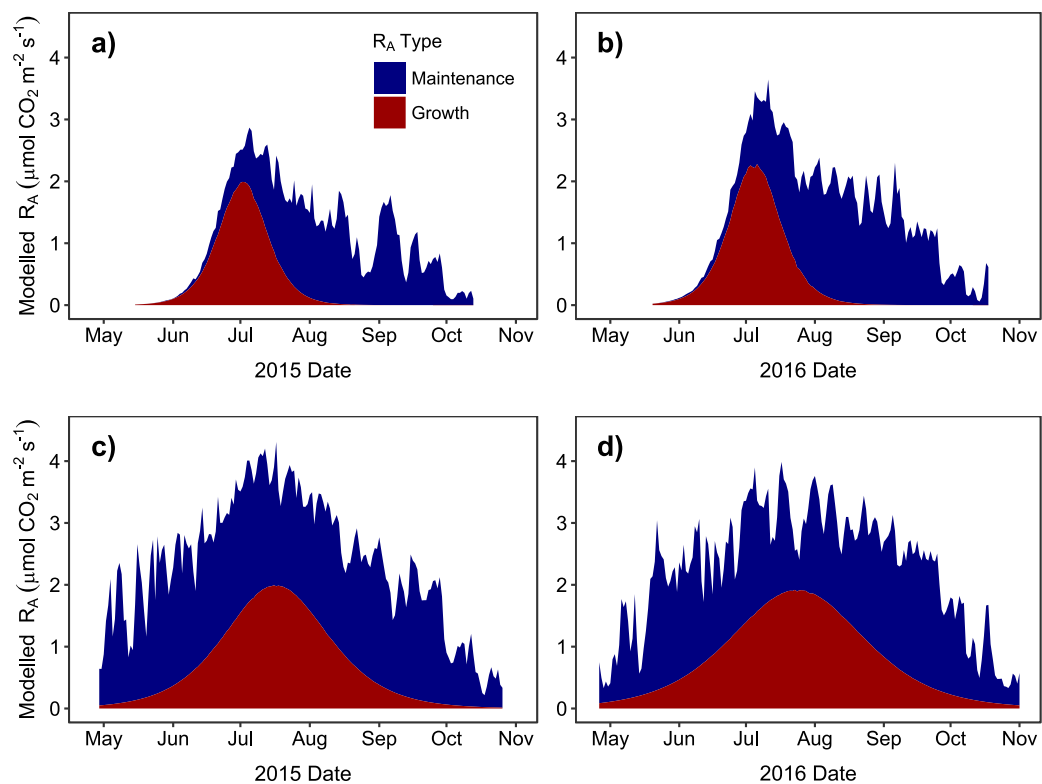 a)
R_A Type
Maintenance
Growth
Modelled R_A (μmol CO₂ m⁻² s⁻¹)
4
3
2
1
0
May Jun Jul Aug Sep Oct Nov
2015 Date
b)
4
3
2
1
0
May Jun Jul Aug Sep Oct Nov
2016 Date
c)
Modelled R_A (μmol CO₂ m⁻² s⁻¹)
4
3
2
1
0
May Jun Jul Aug Sep Oct Nov
2015 Date
d)
4
3
2
1
0
May Jun Jul Aug Sep Oct Nov
2016 Date